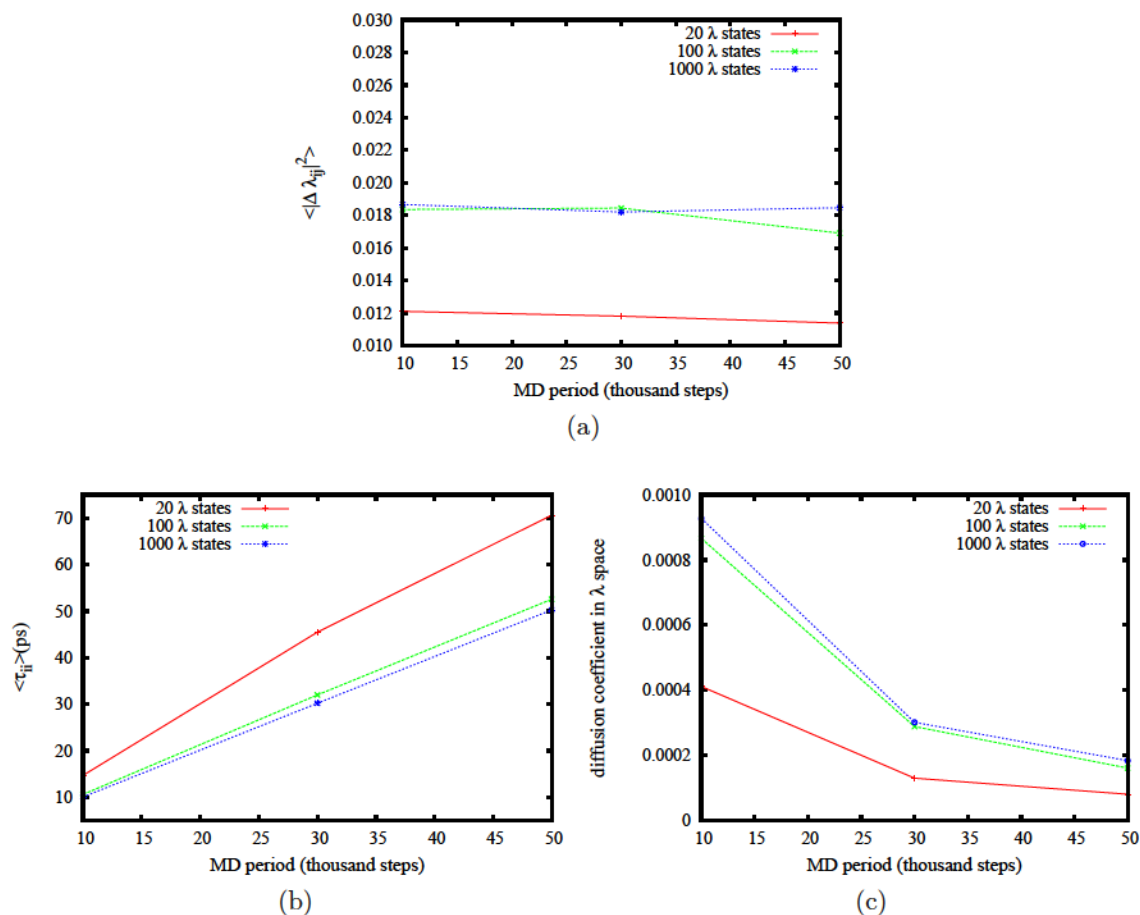 0.030
0.028
0.026
0.024
0.022
0.020
0.018
0.016
0.014
0.012
0.010
<|Δ λij|²>
20 λ states
100 λ states
1000 λ states
10 15 20 25 30 35 40 45 50
MD period (thousand steps)
(a)
70
60
50
40
30
20
10
<τii>(ps)
20 λ states
100 λ states
1000 λ states
10 15 20 25 30 35 40 45 50
MD period (thousand steps)
(b)
0.0010
0.0008
0.0006
0.0004
0.0002
0
diffusion coefficient in λ space
20 λ states
100 λ states
1000 λ states
10 15 20 25 30 35 40 45 50
MD period (thousand steps)
(c)